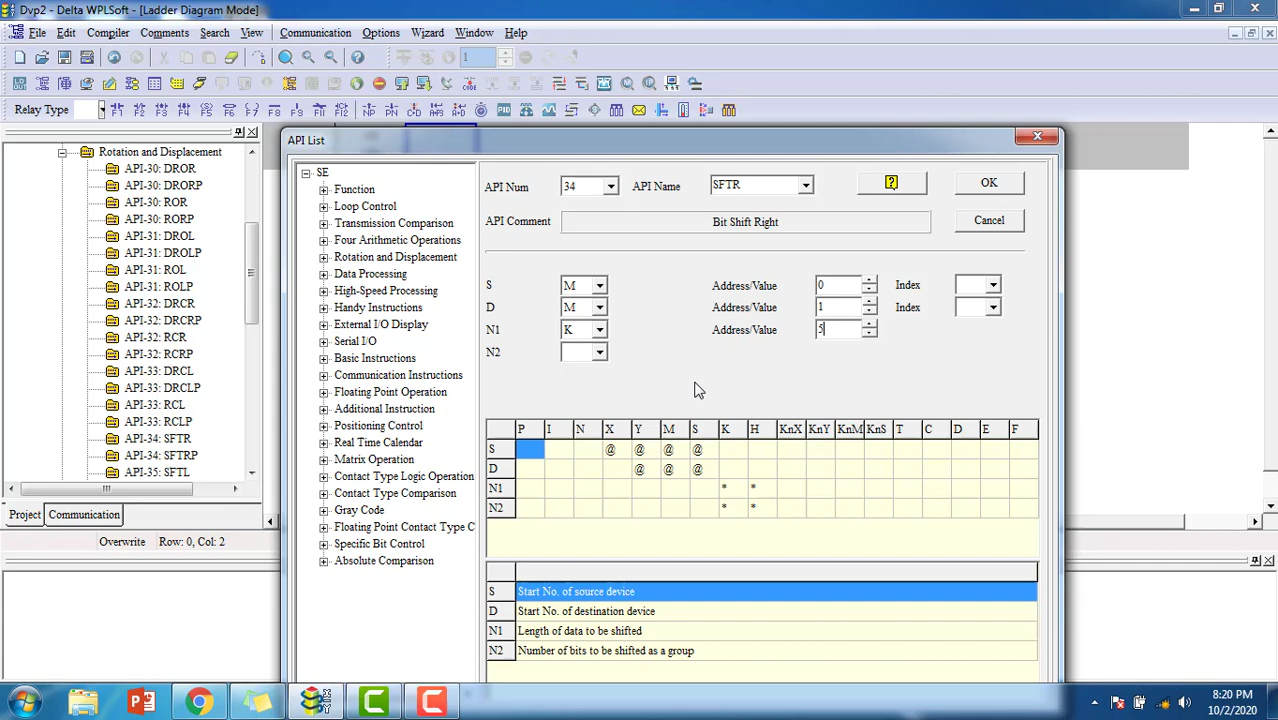 Dvp2 - Delta WPLSoft - [Ladder Diagram Mode]
File Edit Compiler Comments Search View Communication Options Wizard Window Help
1
Relay Type
Rotation and Displacement
API-30: DROR
API-30: DRORP
API-30: ROR
API-30: RORP
API-31: DROL
API-31: DROLP
API-31: ROL
API-31: ROLP
API-32: DRCR
API-32: DRCRP
API-32: RCR
API-32: RCRP
API-33: DRCL
API-33: DRCLP
API-33: RCL
API-33: RCLP
API-34: SFTR
API-34: SFTRP
API-35: SFTL
Project Communication
Overwrite Row: 0, Col: 2
API List
SE
Function
Loop Control
Transmission Comparison
Four Arithmetic Operations
Rotation and Displacement
Data Processing
High-Speed Processing
Handy Instructions
External I/O Display
Serial I/O
Basic Instructions
Communication Instructions
Floating Point Operation
Additional Instruction
Positioning Control
Real Time Calendar
Matrix Operation
Contact Type Logic Operation
Contact Type Comparison
Gray Code
Floating Point Contact Type C
Specific Bit Control
Absolute Comparison
API Num 34 API Name SFTR ? OK
API Comment Bit Shift Right Cancel
S M Address/Value 0 Index
D M Address/Value 1 Index
N1 K Address/Value 5
N2
P I N X Y M S K H KnX KnY KnM KnS T C D E F
S @ @ @ @
D @ @ @
N1 * *
N2 * *
S Start No. of source device
D Start No. of destination device
N1 Length of data to be shifted
N2 Number of bits to be shifted as a group
8:20 PM
10/2/2020